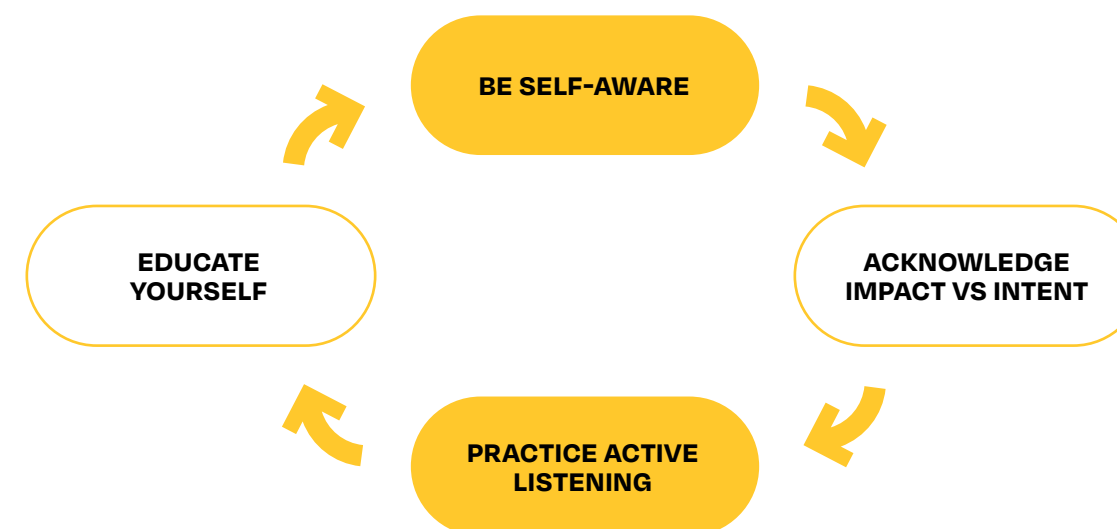 BE SELF-AWARE
EDUCATE
YOURSELF
ACKNOWLEDGE
IMPACT VS INTENT
PRACTICE ACTIVE
LISTENING